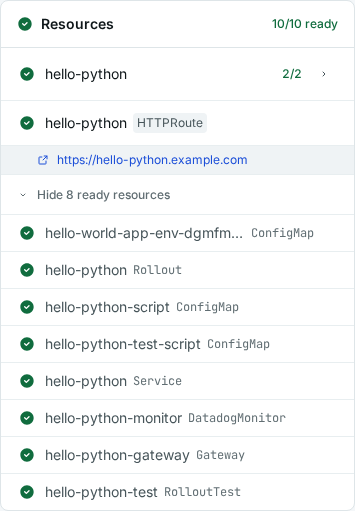 Resources 10/10 ready
hello-python 2/2
hello-python HTTPRoute
https://hello-python.example.com
Hide 8 ready resources
hello-world-app-env-dgmfm... ConfigMap
hello-python Rollout
hello-python-script ConfigMap
hello-python-test-script ConfigMap
hello-python Service
hello-python-monitor DatadogMonitor
hello-python-gateway Gateway
hello-python-test RolloutTest